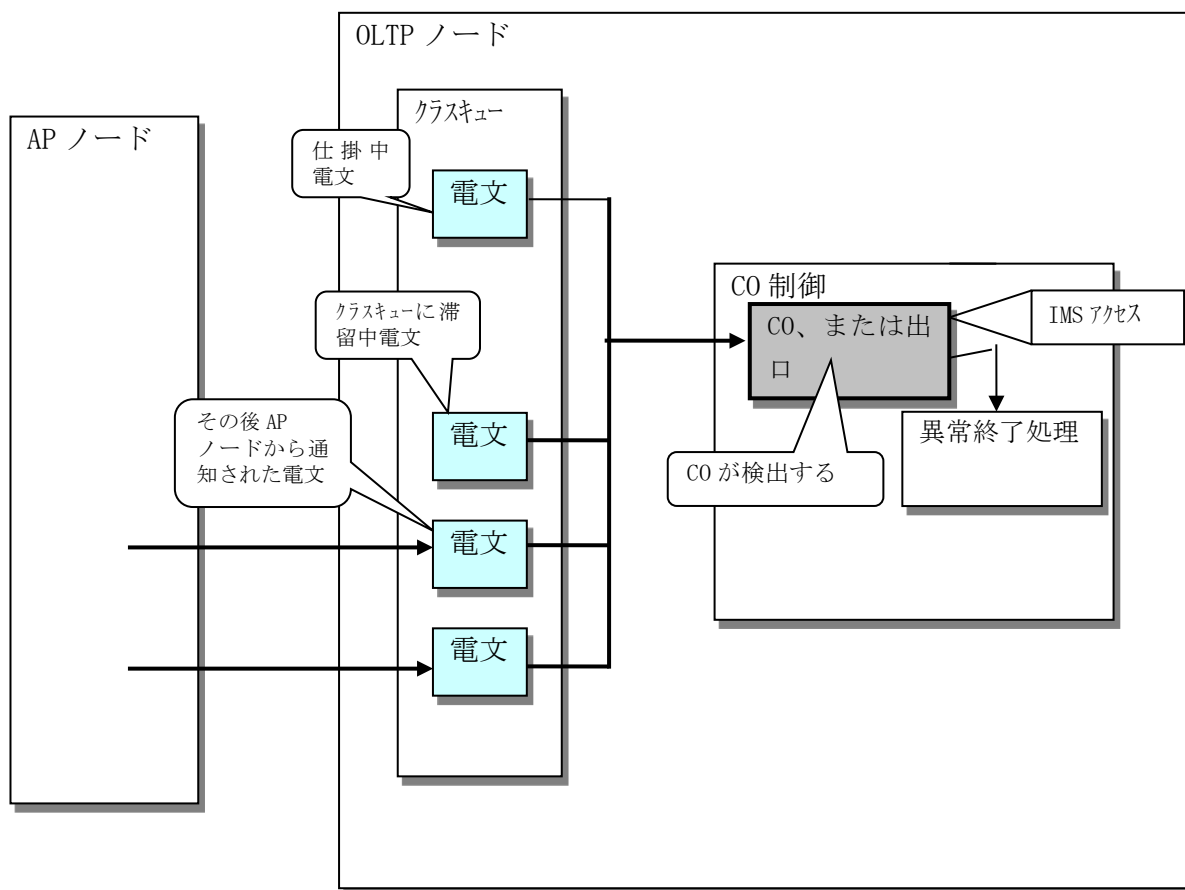 OLTP ノード
クラスキュー
AP ノード
仕掛中
電文
電文
クラスキューに滞
留中電文
電文
その後 AP
ノードから通
知された電文
電文
電文
CO 制御
CO、または出
口
IMS アクセス
異常終了処理
CO が検出する